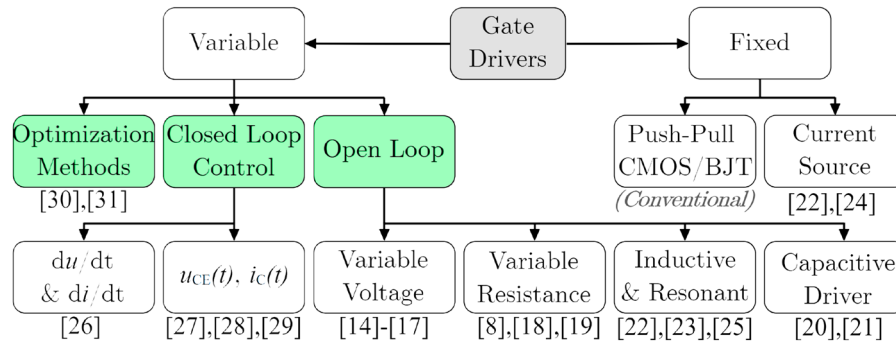 Variable
Gate
Drivers
Fixed
Optimization
Methods
[30],[31]
Closed Loop
Control
Open Loop
Push-Pull
CMOS/BJT
(Conventional)
Current
Source
[22],[24]
du/dt
& di/dt
[26]
uCE(t), iC(t)
[27],[28],[29]
Variable
Voltage
[14]-[17]
Variable
Resistance
[8],[18],[19]
Inductive
& Resonant
[22],[23],[25]
Capacitive
Driver
[20],[21]